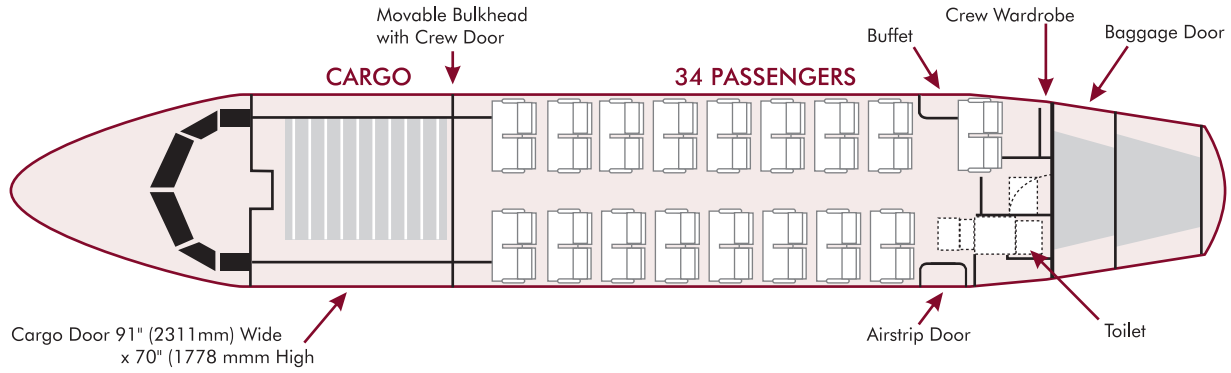 Movable Bulkhead
with Crew Door
Buffet
Crew Wardrobe
Baggage Door
CARGO
34 PASSENGERS
Cargo Door 91" (2311mm) Wide
x 70" (1778 mmm High
Airstrip Door
Toilet